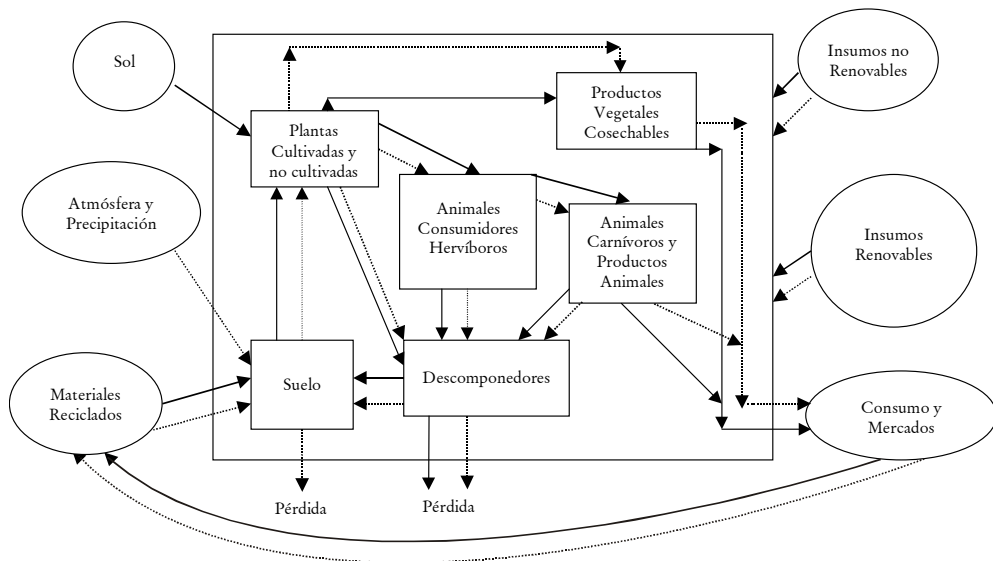 Sol
Insumos no
Renovables
Productos
Vegetales
Cosechables
Plantas
Cultivadas y
no cultivadas
Atmósfera y
Precipitación
Animales
Consumidores
Hervíboros
Animales
Carnívoros y
Productos
Animales
Insumos
Renovables
Materiales
Reciclados
Suelo
Descomponedores
Consumo y
Mercados
Pérdida
Pérdida